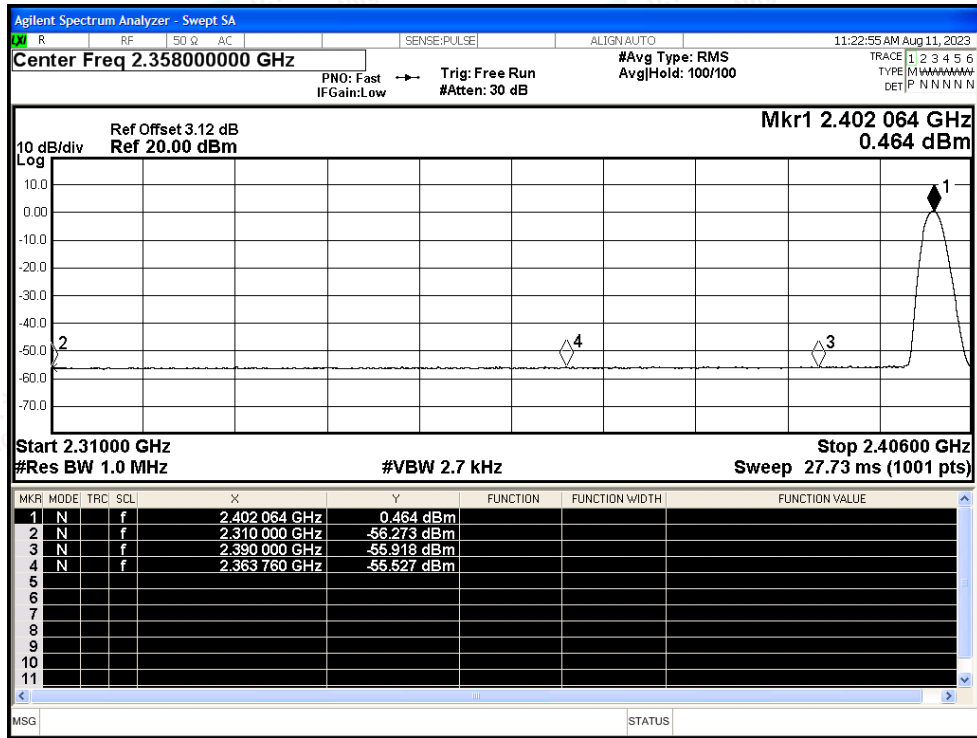 Agilent Spectrum Analyzer - Swept SA
LXI R RF 50 Ω AC SENSE:PULSE ALIGN AUTO 11:22:55 AM Aug 11, 2023
Center Freq 2.358000000 GHz
PNO: Fast
IFGain:Low
Trig: Free Run
#Atten: 30 dB
#Avg Type: RMS
Avg|Hold: 100/100
TRACE 1 2 3 4 5 6
TYPE M
DET P N N N N N
Mkr1 2.402 064 GHz
0.464 dBm
Ref Offset 3.12 dB
10 dB/div Ref 20.00 dBm
Log
1
10.0
0.00
-10.0
-20.0
-30.0
-40.0
-50.0 2 4 3
-60.0
-70.0
Start 2.31000 GHz Stop 2.40600 GHz
#Res BW 1.0 MHz #VBW 2.7 kHz Sweep 27.73 ms (1001 pts)
MKR MODE TRC SCL X Y FUNCTION FUNCTION WIDTH FUNCTION VALUE
1 N f 2.402 064 GHz 0.464 dBm
2 N f 2.310 000 GHz -56.273 dBm
3 N f 2.390 000 GHz -55.918 dBm
4 N f 2.363 760 GHz -55.527 dBm
5
6
7
8
9
10
11
MSG STATUS